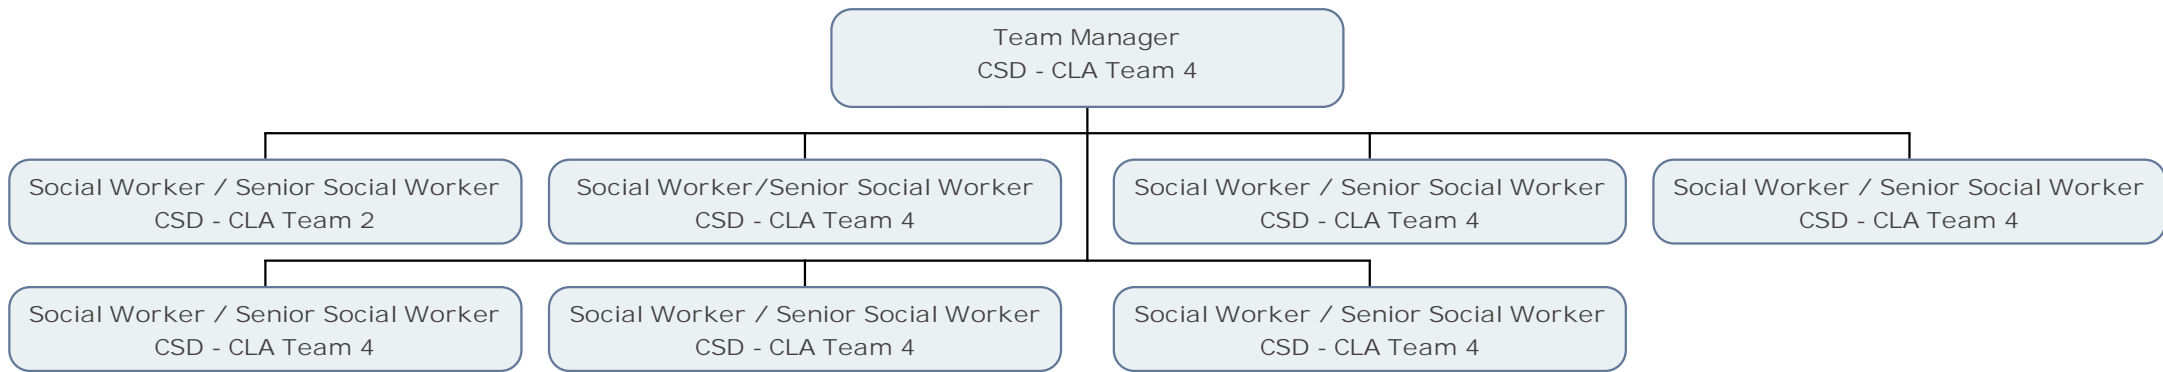 Team Manager
CSD - CLA Team 4
Social Worker / Senior Social Worker
CSD - CLA Team 2
Social Worker/Senior Social Worker
CSD - CLA Team 4
Social Worker / Senior Social Worker
CSD - CLA Team 4
Social Worker / Senior Social Worker
CSD - CLA Team 4
Social Worker / Senior Social Worker
CSD - CLA Team 4
Social Worker / Senior Social Worker
CSD - CLA Team 4
Social Worker / Senior Social Worker
CSD - CLA Team 4